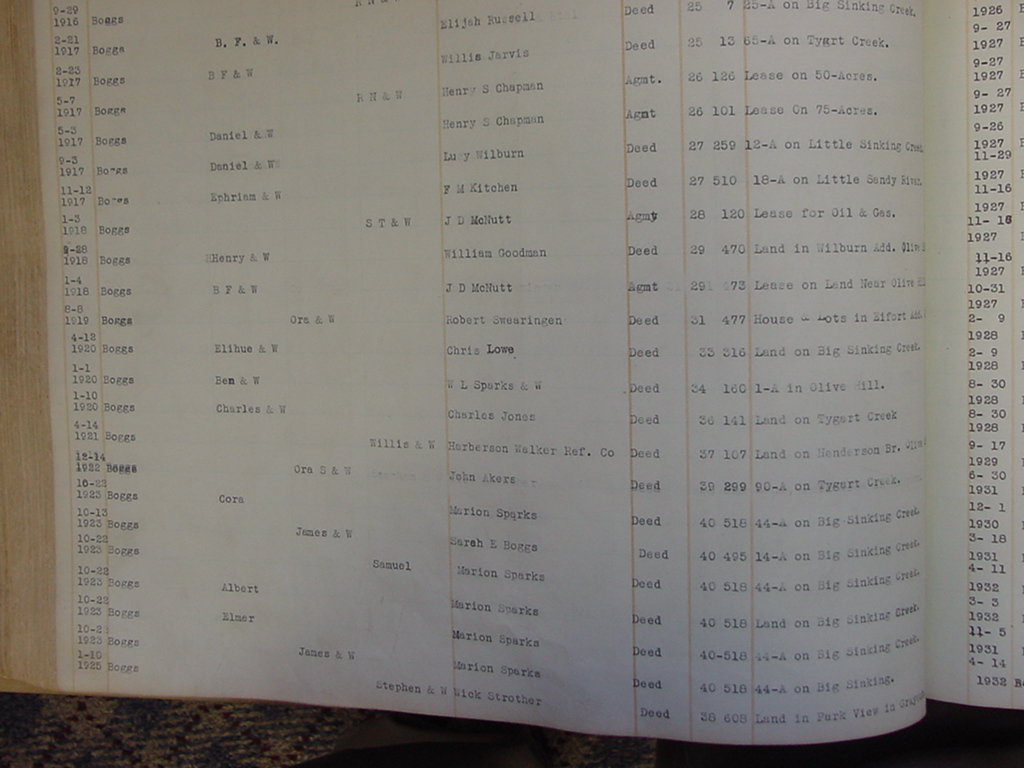 9-29
1916 Boggs R N & W
2-21
1917 Boggs B. F. & W. Elijah Russell Deed 25 7 25-A on Big Sinking Creek.
2-23
1917 Boggs B F & W Willis Jarvis Deed 25 13 65-A on Tygrt Creek.
5-7
1917 Boggs R N & W Henry S Chapman Agmt. 26 126 Lease on 50-Acres.
5-3
1917 Boggs Daniel & W Henry S Chapman Agmt 26 101 Lease On 75-Acres.
9-3
1917 Boggs Daniel & W Lucy Wilburn Deed 27 259 12-A on Little Sinking Creek
11-12
1917 Boggs Ephriam & W F M Kitchen Deed 27 510 18-A on Little Sandy River.
1-3
1918 Boggs S T & W J D McNutt Agmt 28 120 Lease for Oil & Gas.
9-28
1918 Boggs Henry & W William Goodman Deed 29 470 Land in Wilburn Add. Olive
1-4
1918 Boggs B F & W J D McNutt Agmt 29 73 Lease on Land Near Olive
8-8
1919 Boggs Ora & W Robert Swearingen Deed 31 477 House & Lots in Eifort Add.
4-12
1920 Boggs Elihue & W Chris Lowe Deed 33 316 Land on Big Sinking Creek.
1-1
1920 Boggs Ben & W W L Sparks & W Deed 34 160 1-A in Olive Hill.
1-10
1920 Boggs Charles & W Charles Jones Deed 36 141 Land on Tygart Creek
4-14
1921 Boggs Willis & W Harberson Walker Ref. Co Deed 37 107 Land on Henderson Br.
12-14
1922 Boggs Ora S & W John Akers Deed 39 299 90-A on Tygart Creek.
16-22
1923 Boggs Cora Marion Sparks Deed 40 518 44-A on Big Sinking Creek.
10-13
1923 Boggs James & W Sarah E Boggs Deed 40 495 14-A on Big Sinking Creek.
10-22
1923 Boggs Samuel Marion Sparks Deed 40 518 44-A on Big Sinking Creek.
10-22
1923 Boggs Albert Marion Sparks Deed 40 518 Land on Big Sinking Creek.
10-22
1923 Boggs Elmer Marion Sparks Deed 40-518 44-A on Big Sinking Creek.
10-2
1923 Boggs James & W Marion Sparks Deed 40 518 44-A on Big Sinking.
1-10
1925 Boggs Stephen & W Wick Strother Deed 38 608 Land in Park View in
1926
9- 27
1927
9-27
1927
9- 27
1927
9-26
1927
11-29
1927
11-16
1927
11- 16
1927
11-16
1927
10-31
1927
2- 9
1928
2- 9
1928
8- 30
1928
8- 30
1928
9- 17
1929
6- 30
1931
12- 1
1930
3- 18
1931
4- 11
1932
3- 3
1932
11- 5
1931
4- 14
1932